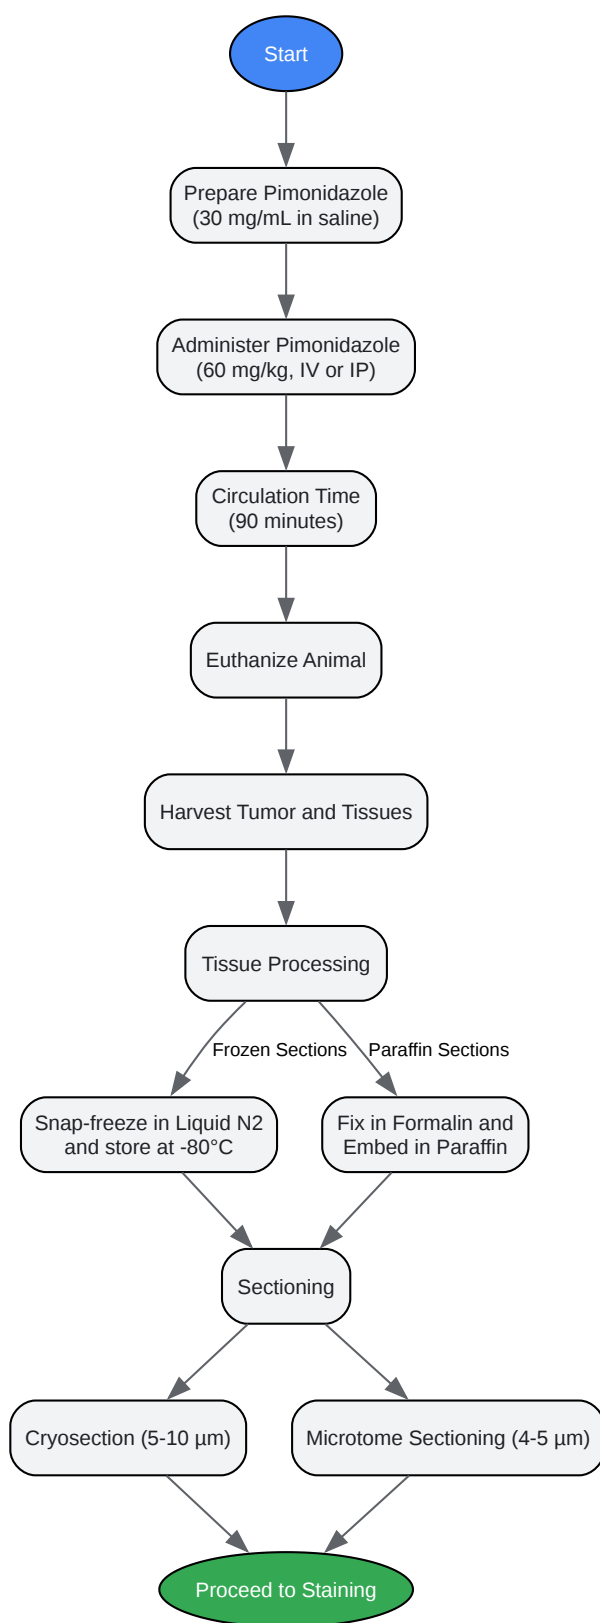 Start
Prepare Pimonidazole
(30 mg/mL in saline)
Administer Pimonidazole
(60 mg/kg, IV or IP)
Circulation Time
(90 minutes)
Euthanize Animal
Harvest Tumor and Tissues
Tissue Processing
Frozen Sections
Paraffin Sections
Snap-freeze in Liquid N2
and store at -80°C
Fix in Formalin and
Embed in Paraffin
Sectioning
Cryosection (5-10 µm)
Microtome Sectioning (4-5 µm)
Proceed to Staining